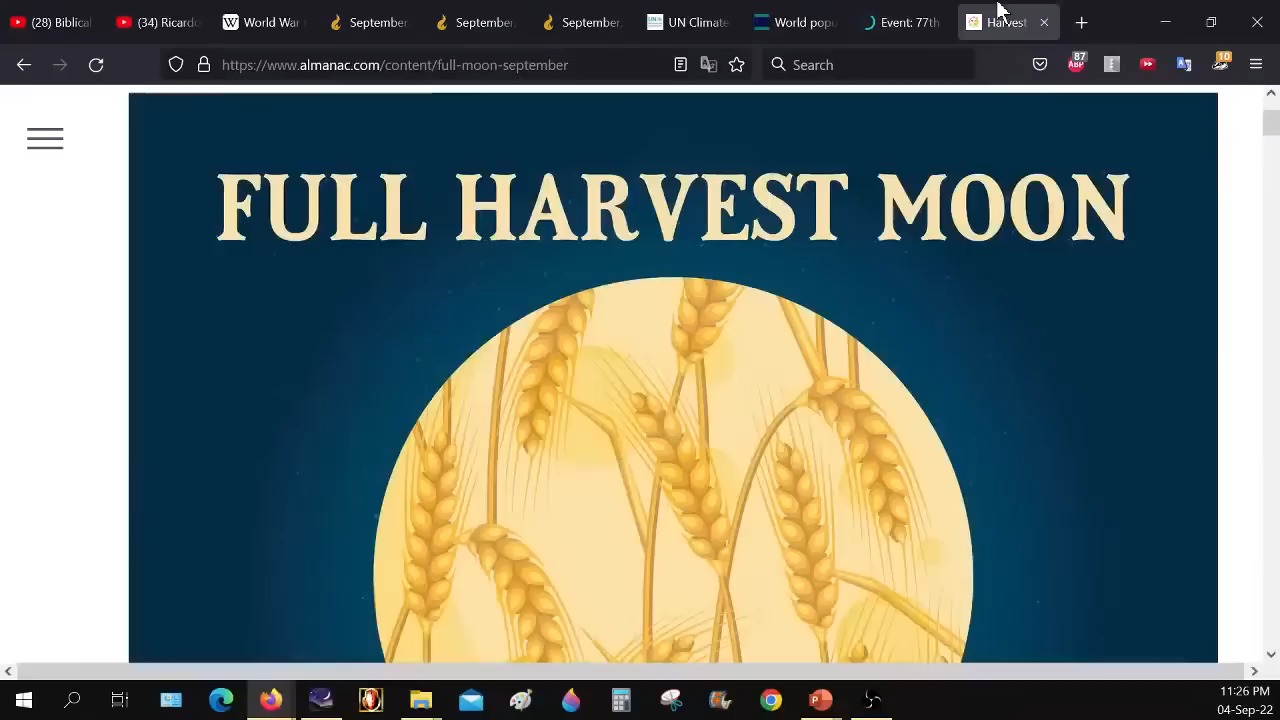 (28) Biblical
(34) Ricardo
World War
September
September
September
UN Climate
World popu
Event: 77th
Harvest
https://www.almanac.com/content/full-moon-september
Search
87
ABP
10
FULL HARVEST MOON
11:26 PM
04-Sep-22